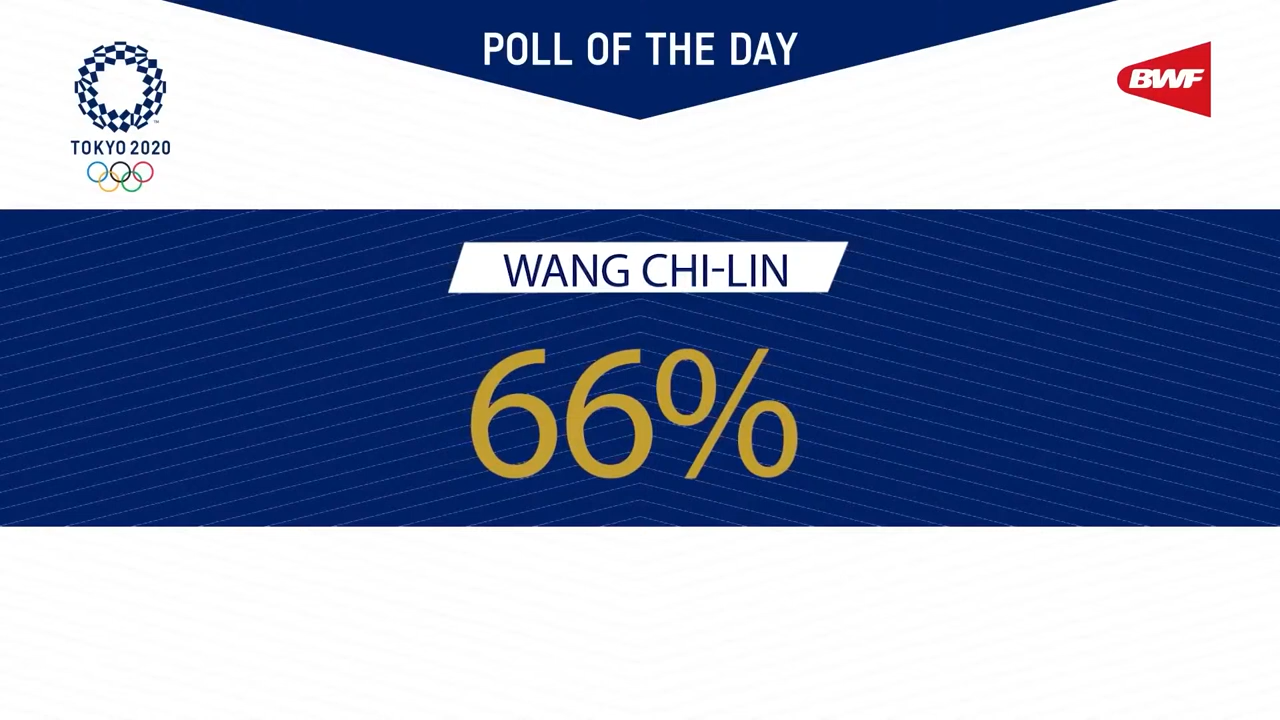 POLL OF THE DAY
TOKYO 2020
BWF
WANG CHI-LIN
66%